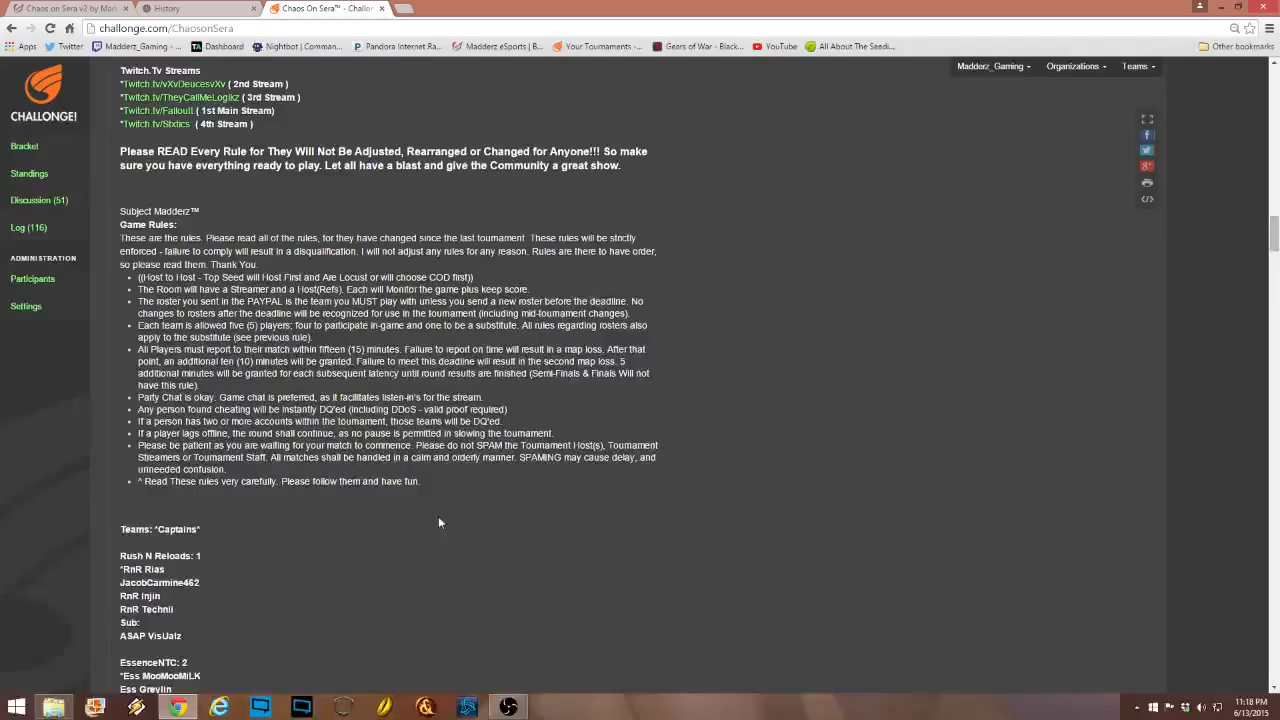 Chaos on Sera v2 by Mad
History
Chaos On Sera™ - Challon
challonge.com/ChaosonSera
Apps
Twitter
Madderz_Gaming - ...
Dashboard
Nightbot | Comman...
Pandora Internet Ra...
Madderz eSports | B...
Your Tournaments - ...
Gears of War - Black...
YouTube
All About The Seedi...
Other bookmarks
Madderz_Gaming
Organizations
Teams
CHALLONGE!
Bracket
Standings
Discussion (51)
Log (116)
ADMINISTRATION
Participants
Settings
Twitch.Tv Streams
*Twitch.tv/vXvDeucesvXv ( 2nd Stream )
*Twitch.tv/TheyCallMeLogikz ( 3rd Stream )
*Twitch.tv/Falloutt ( 1st Main Stream)
*Twitch.tv/Stxtics ( 4th Stream )
Please READ Every Rule for They Will Not Be Adjusted, Rearranged or Changed for Anyone!!! So make
sure you have everything ready to play. Let all have a blast and give the Community a great show.
Subject Madderz™
Game Rules:
These are the rules. Please read all of the rules, for they have changed since the last tournament. These rules will be strictly
enforced - failure to comply will result in a disqualification. I will not adjust any rules for any reason. Rules are there to have order,
so please read them. Thank You.
• ((Host to Host - Top Seed will Host First and Are Locust or will choose COD first))
• The Room will have a Streamer and a Host(Refs). Each will Monitor the game plus keep score.
• The roster you sent in the PAYPAL is the team you MUST play with unless you send a new roster before the deadline. No
changes to rosters after the deadline will be recognized for use in the tournament (including mid-tournament changes).
• Each team is allowed five (5) players; four to participate in-game and one to be a substitute. All rules regarding rosters also
apply to the substitute (see previous rule).
• All Players must report to their match within fifteen (15) minutes. Failure to report on time will result in a map loss. After that
point, an additional ten (10) minutes will be granted. Failure to meet this deadline will result in the second map loss. 5
additional minutes will be granted for each subsequent latency until round results are finished (Semi-Finals & Finals Will not
have this rule).
• Party Chat is okay. Game chat is preferred, as it facilitates listen-in's for the stream.
• Any person found cheating will be instantly DQ'ed (including DDoS - valid proof required)
• If a person has two or more accounts within the tournament, those teams will be DQ'ed.
• If a player lags offline, the round shall continue, as no pause is permitted in slowing the tournament.
• Please be patient as you are waiting for your match to commence. Please do not SPAM the Tournament Host(s), Tournament
Streamers or Tournament Staff. All matches shall be handled in a calm and orderly manner. SPAMING may cause delay, and
unneeded confusion.
• ^ Read These rules very carefully. Please follow them and have fun.
Teams: *Captains*
Rush N Reloads: 1
*RnR Rias
JacobCarmine462
RnR Injin
RnR Technii
Sub:
ASAP VisUalz
EssenceNTC: 2
*Ess MooMooMiLK
Ess Greylin
11:18 PM
6/13/2015